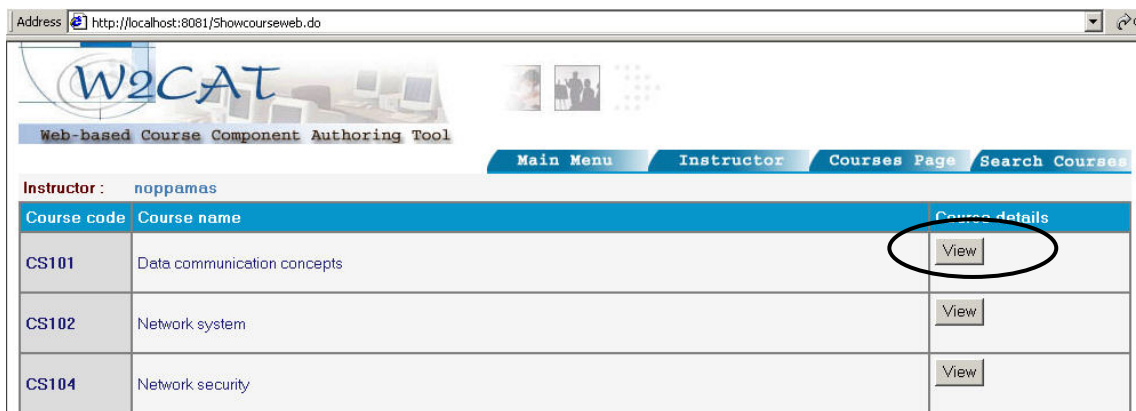 Address http://localhost:8081/Showcourseweb.do
W2CAT
Web-based Course Component Authoring Tool
Main Menu Instructor Courses Page Search Courses
Instructor : noppamas
Course code Course name Course details
CS101 Data communication concepts View
CS102 Network system View
CS104 Network security View